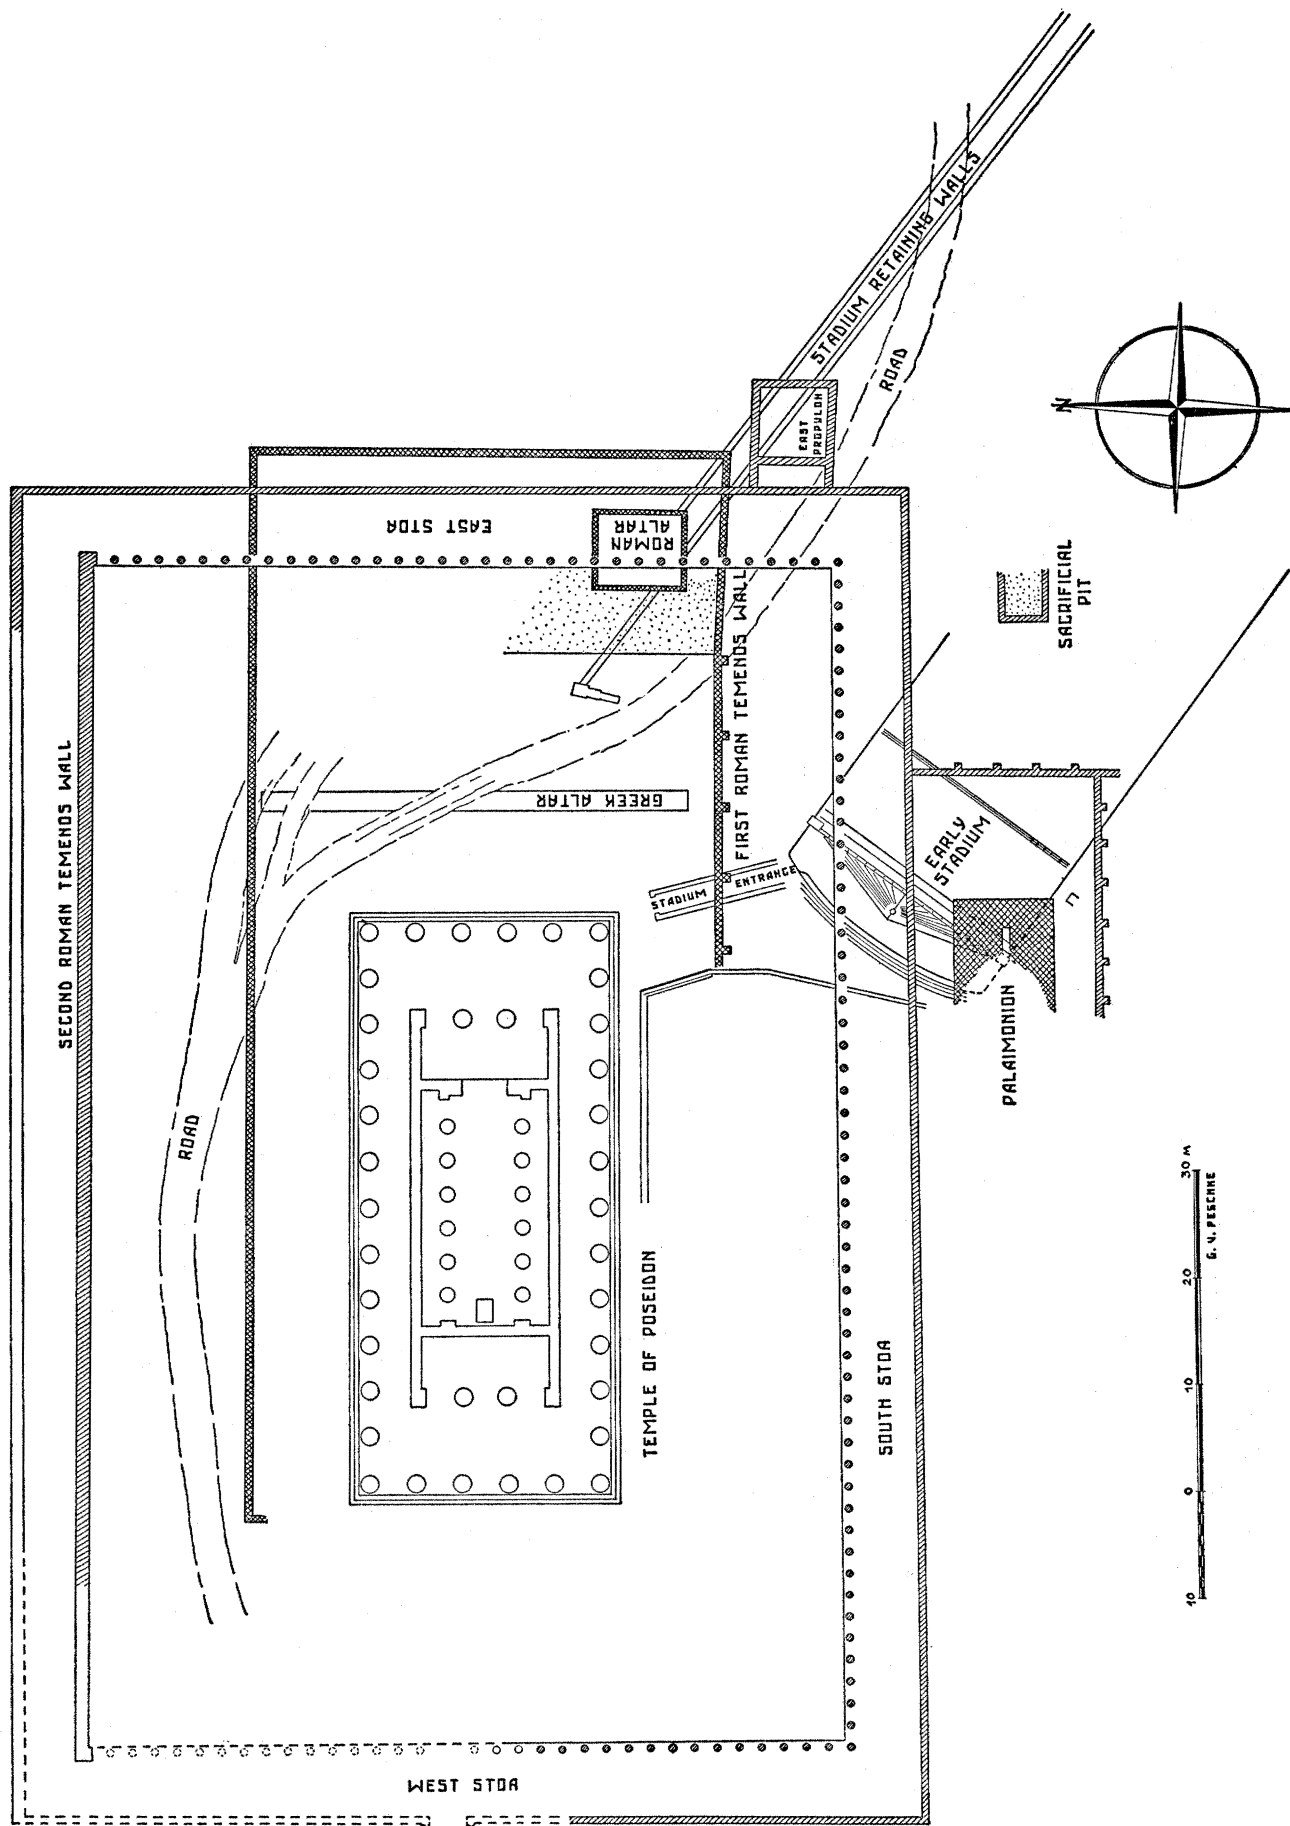 STADIUM RETAINING WALLS
ROAD
N
EAST
PROPYLON
EAST STOA
ROMAN
ALTAR
SACRIFICIAL
PIT
SECOND ROMAN TEMENOS WALL
FIRST ROMAN TEMENOS WALL
GREEK ALTAR
STADIUM ENTRANCE
EARLY
STADIUM
PALAIMONION
ROAD
TEMPLE OF POSEIDON
SOUTH STOA
WEST STOA
10 0 10 20 30 M
G. V. PESCHKE